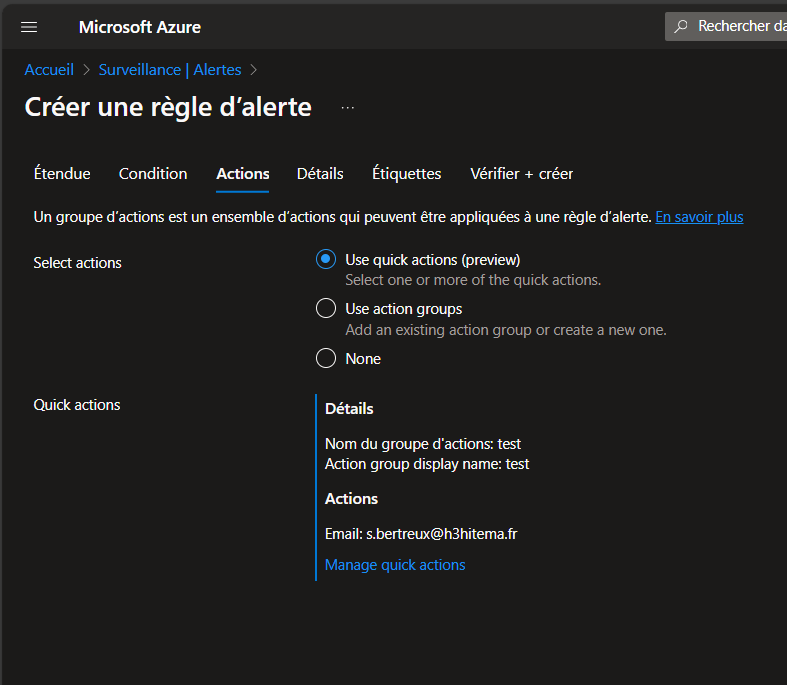 Microsoft Azure
Rechercher da
Accueil > Surveillance | Alertes >
Créer une règle d’alerte ...
Étendue Condition Actions Détails Étiquettes Vérifier + créer
Un groupe d’actions est un ensemble d’actions qui peuvent être appliquées à une règle d’alerte. En savoir plus
Select actions
Use quick actions (preview)
Select one or more of the quick actions.
Use action groups
Add an existing action group or create a new one.
None
Quick actions
Détails
Nom du groupe d'actions: test
Action group display name: test
Actions
Email: s.bertreux@h3hitema.fr
Manage quick actions